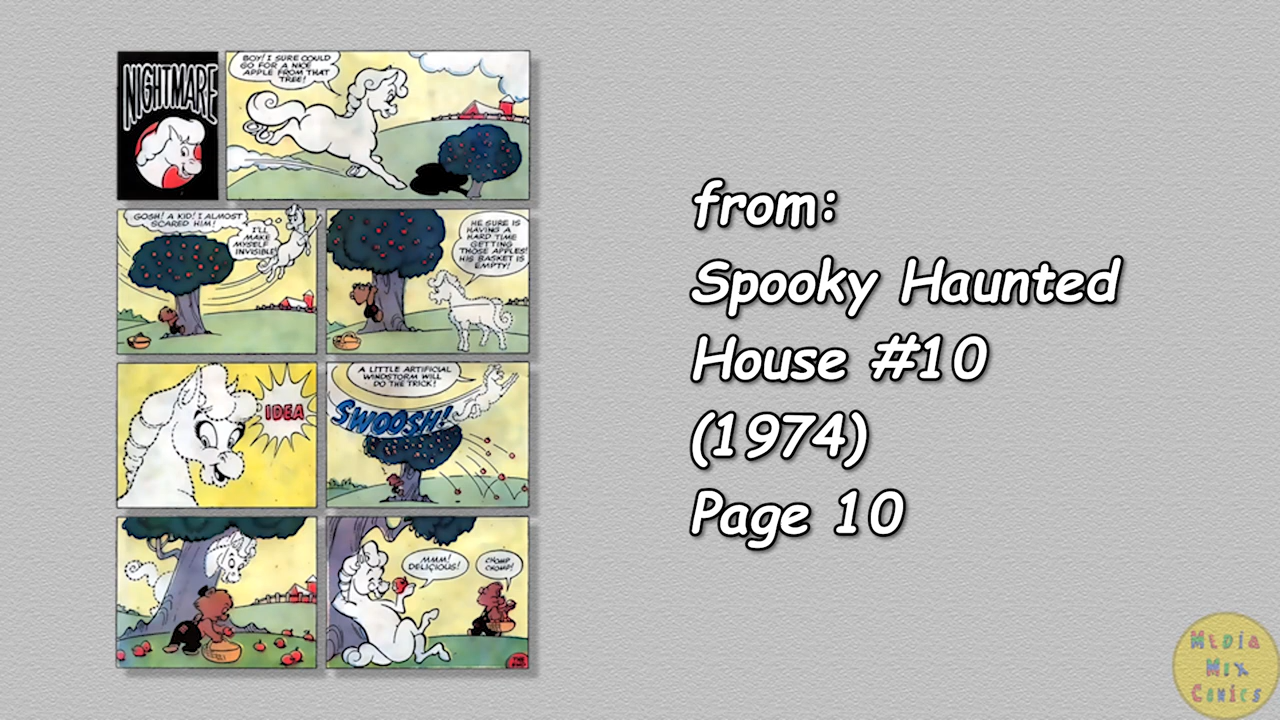 NIGHTMARE
BOY! I SURE COULD
GO FOR A NICE
APPLE FROM THAT
TREE!
GOSH! A KID! I ALMOST
SCARED HIM!
I'LL
MAKE
MYSELF
INVISIBLE!
HE SURE IS
HAVING A
HARD TIME
GETTING
THOSE APPLES!
HIS BASKET IS
EMPTY!
IDEA
A LITTLE ARTIFICIAL
WINDSTORM WILL
DO THE TRICK!
SWOOSH!
MMM!
DELICIOUS!
CHOMP
CHOMP!
THE
END
from:
Spooky Haunted
House #10
(1974)
Page 10
MEDIA
MIX
COMICS